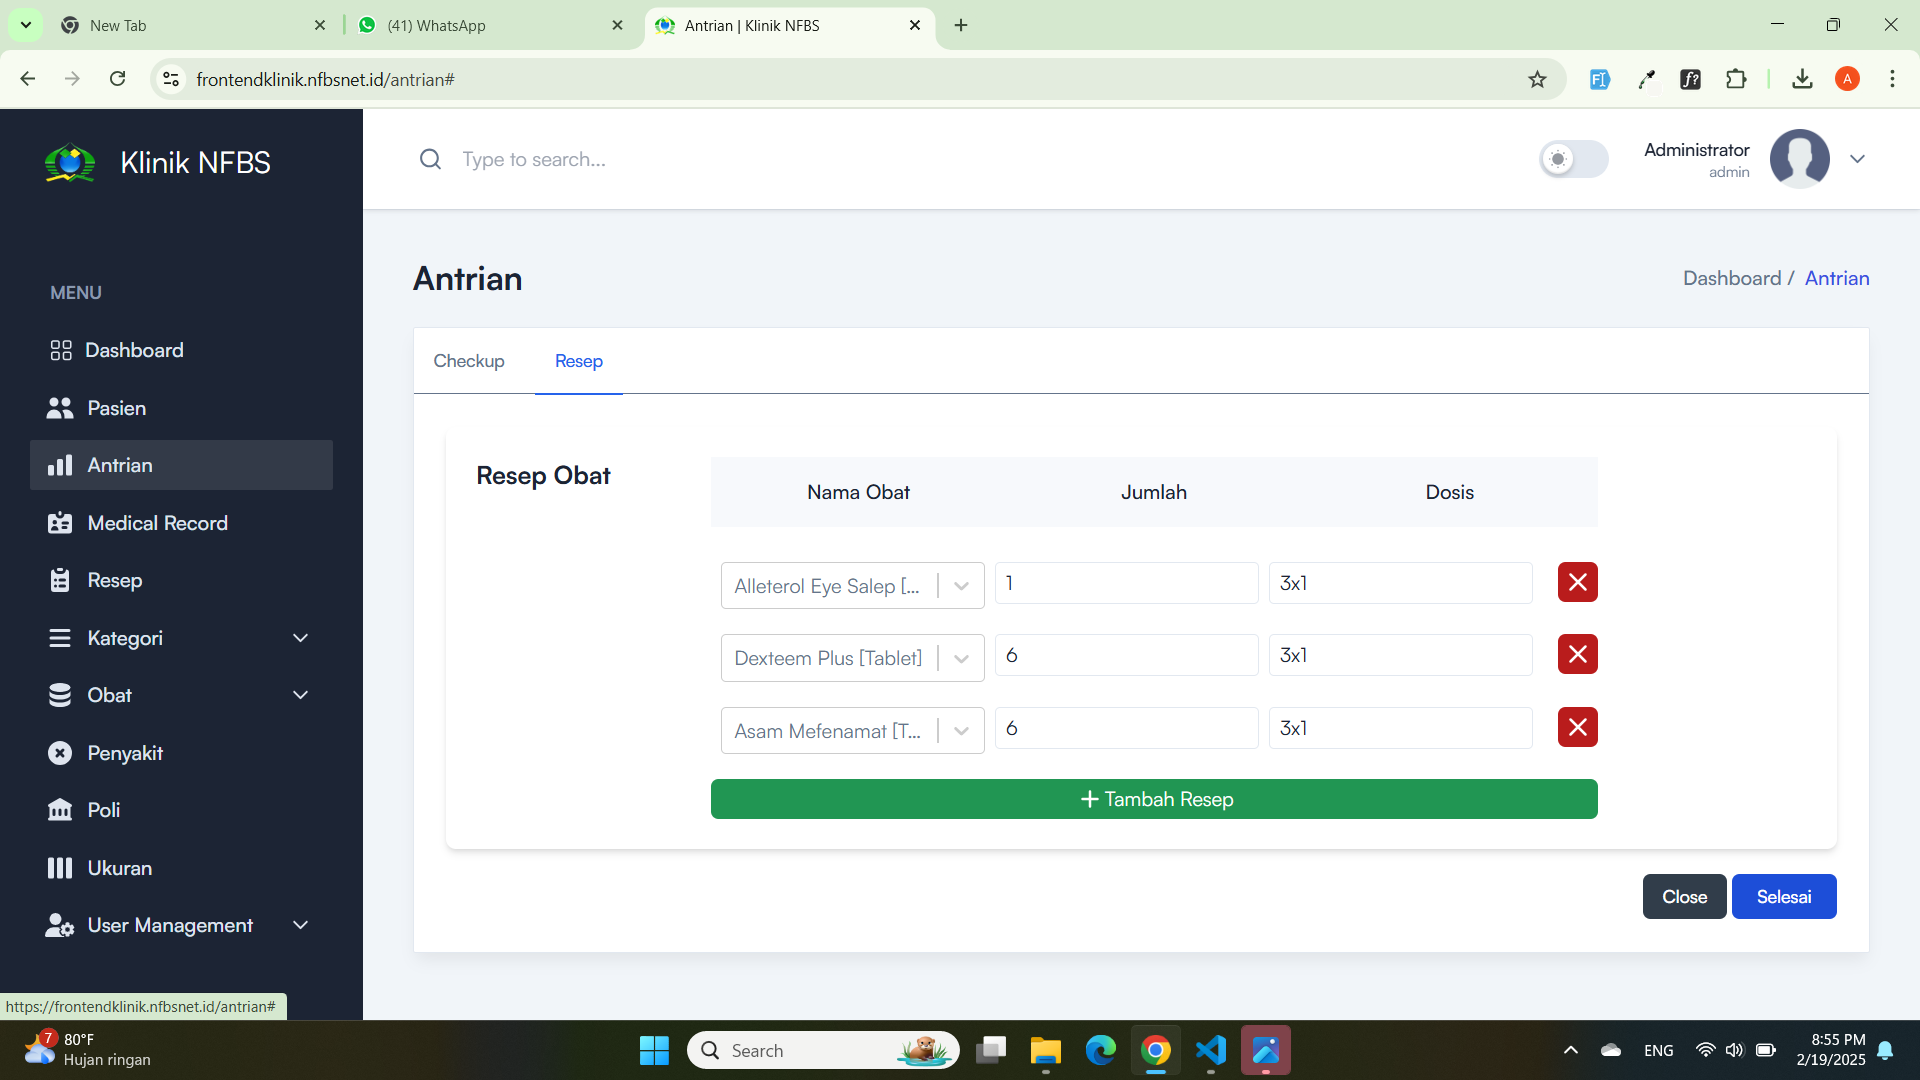 New Tab
(41) WhatsApp
Antrian | Klinik NFBS
frontendklinik.nfbsnet.id/antrian#
A
Klinik NFBS
Type to search...
Administrator
admin
MENU
Dashboard
Pasien
Antrian
Medical Record
Resep
Kategori
Obat
Penyakit
Poli
Ukuran
User Management
Antrian
Dashboard / Antrian
Checkup
Resep
Resep Obat
Nama Obat
Jumlah
Dosis
Alleterol Eye Salep [...
1
3x1
Dexteem Plus [Tablet]
6
3x1
Asam Mefenamat [T...
6
3x1
+ Tambah Resep
Close
Selesai
https://frontendklinik.nfbsnet.id/antrian#
7
80°F
Hujan ringan
Search
ENG
8:55 PM
2/19/2025